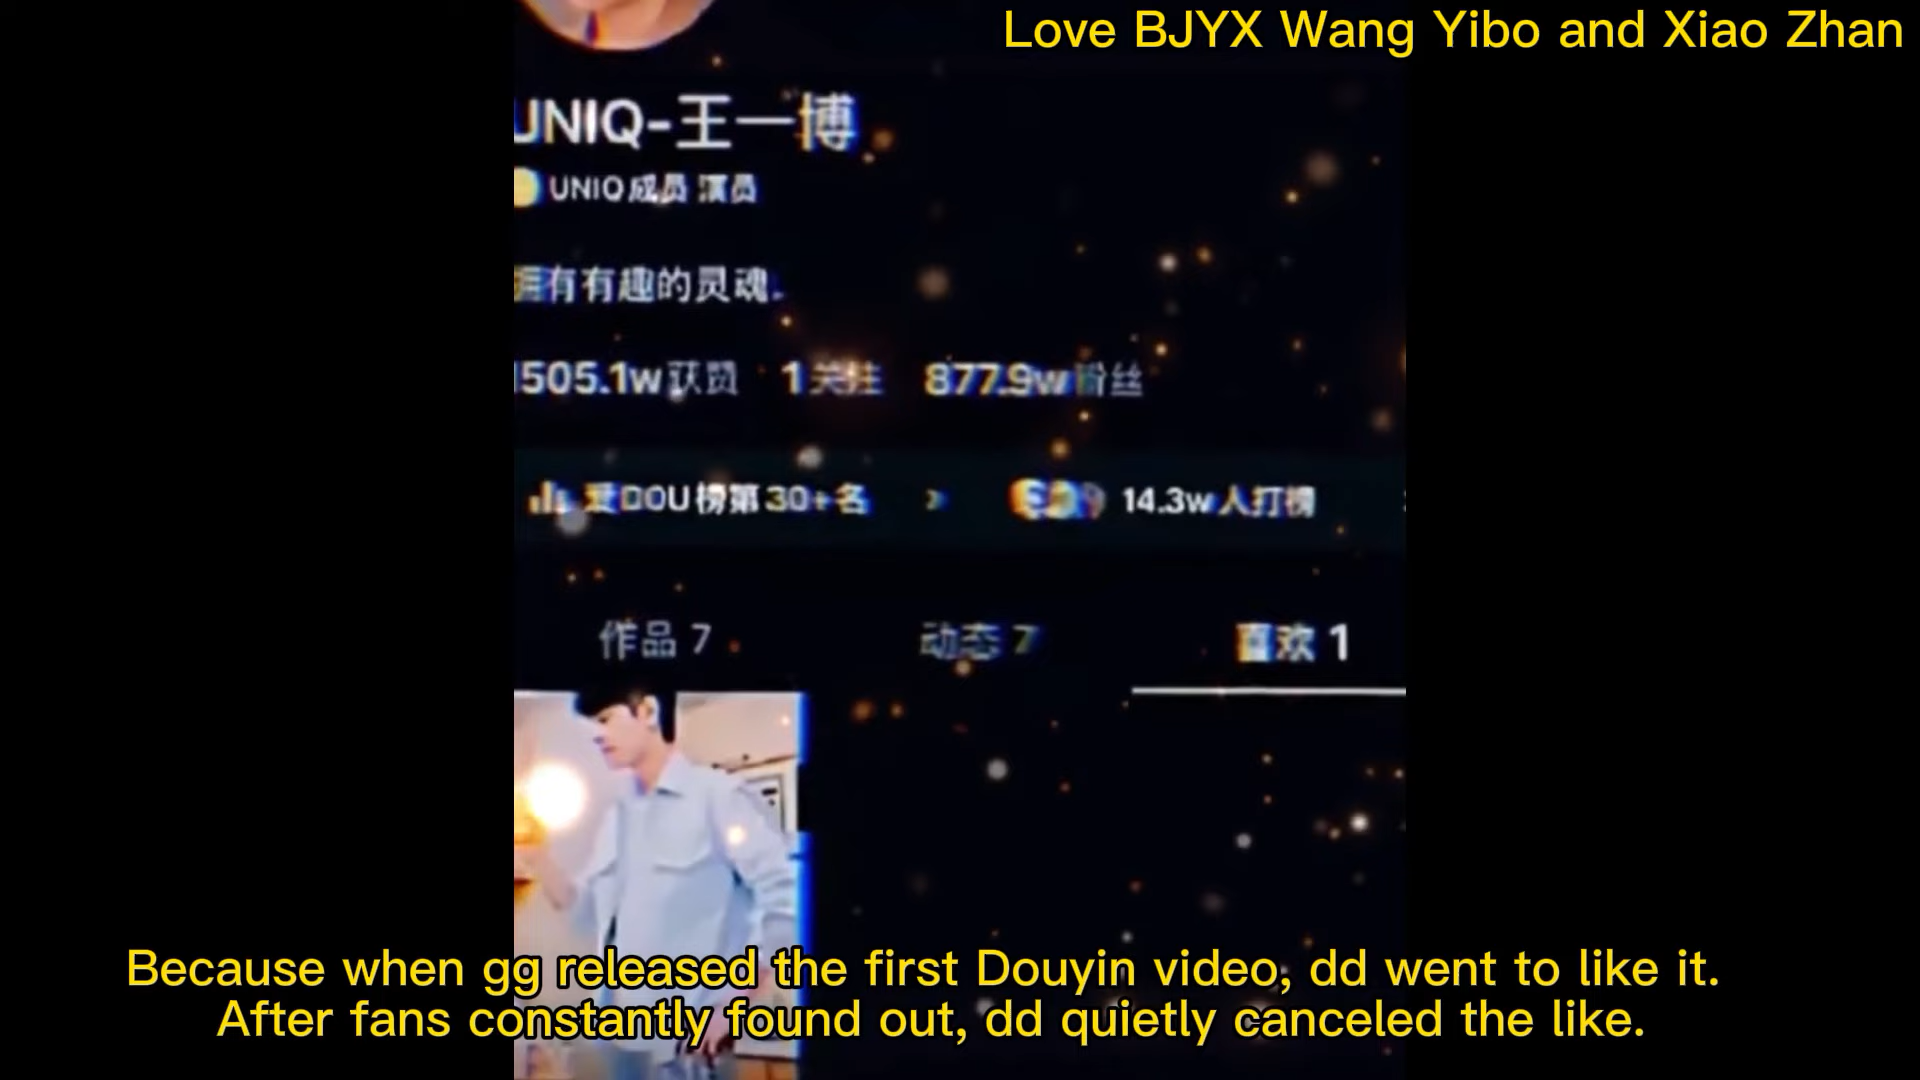 Love BJYX Wang Yibo and Xiao Zhan
UNIQ-王一博
UNIQ成员 演员
拥有有趣的灵魂.
1505.1w获赞 1关注 877.9w粉丝
爱DOU榜第30+名 14.3w人打榜
作品 7 动态 7 喜欢 1
Because when gg released the first Douyin video, dd went to like it.
After fans constantly found out, dd quietly canceled the like.